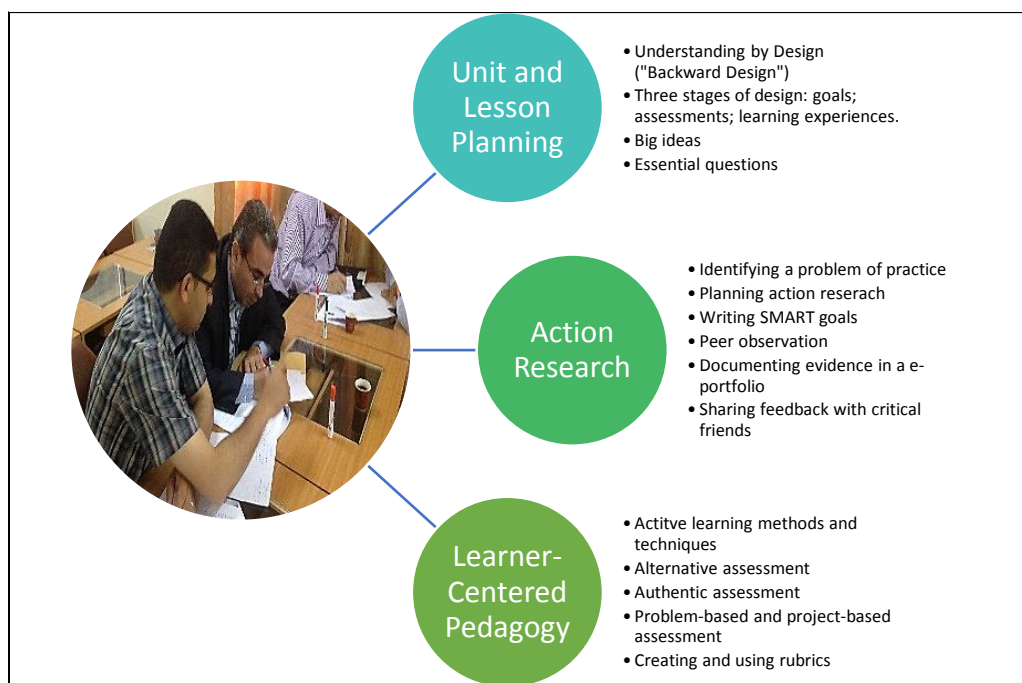 Unit and
Lesson
Planning
• Understanding by Design
("Backward Design")
• Three stages of design: goals;
assessments; learning experiences.
• Big ideas
• Essential questions
Action
Research
• Identifying a problem of practice
• Planning action reserach
• Writing SMART goals
• Peer observation
• Documenting evidence in a e-
portfolio
• Sharing feedback with critical
friends
Learner-
Centered
Pedagogy
• Actitve learning methods and
techniques
• Alternative assessment
• Authentic assessment
• Problem-based and project-based
assessment
• Creating and using rubrics